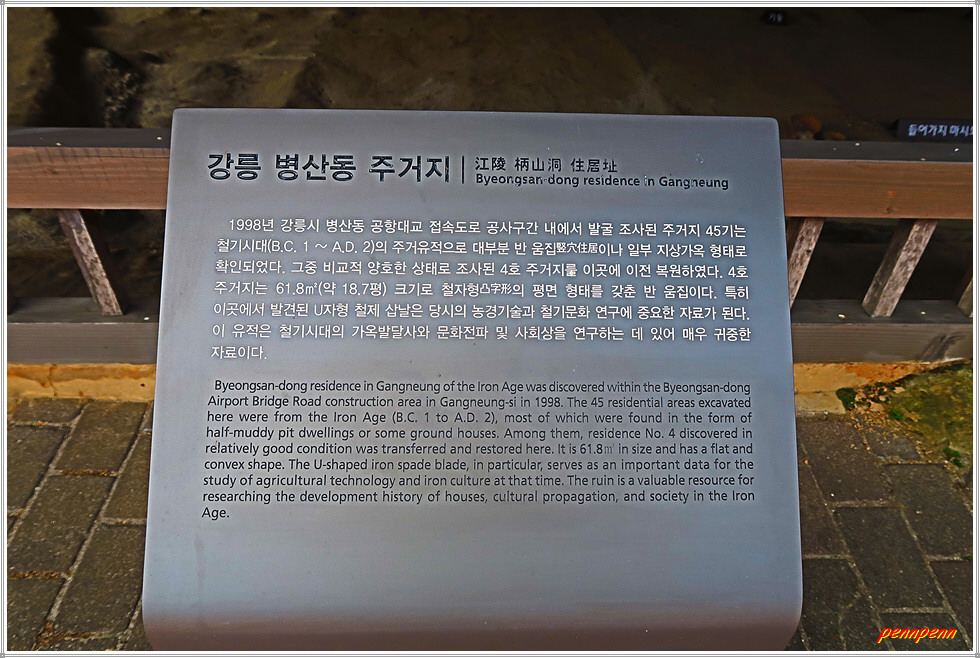 강릉 병산동 주거지
江陵 柄山洞 住居址
Byeongsan-dong residence in Gangneung
1998년 강릉시 병산동 공항대교 접속도로 공사구간 내에서 발굴 조사된 주거지 45기는
철기시대(B.C. 1 ~ A.D. 2)의 주거유적으로 대부분 반 움집竪穴住居이나 일부 지상가옥 형태로
확인되었다. 그중 비교적 양호한 상태로 조사된 4호 주거지를 이곳에 이전 복원하였다. 4호
주거지는 61.8㎡(약 18.7평) 크기로 철자형凸字形의 평면 형태를 갖춘 반 움집이다. 특히
이곳에서 발견된 U자형 철제 삽날은 당시의 농경기술과 철기문화 연구에 중요한 자료가 된다.
이 유적은 철기시대의 가옥발달사와 문화전파 및 사회상을 연구하는 데 있어 매우 귀중한
자료이다.
Byeongsan-dong residence in Gangneung of the Iron Age was discovered within the Byeongsan-dong
Airport Bridge Road construction area in Gangneung-si in 1998. The 45 residential areas excavated
here were from the Iron Age (B.C. 1 to A.D. 2), most of which were found in the form of
half-muddy pit dwellings or some ground houses. Among them, residence No. 4 discovered in
relatively good condition was transferred and restored here. It is 61.8㎡ in size and has a flat and
convex shape. The U-shaped iron spade blade, in particular, serves as an important data for the
study of agricultural technology and iron culture at that time. The ruin is a valuable resource for
researching the development history of houses, cultural propagation, and society in the Iron
Age.
들어가지 마시오
pennpenn